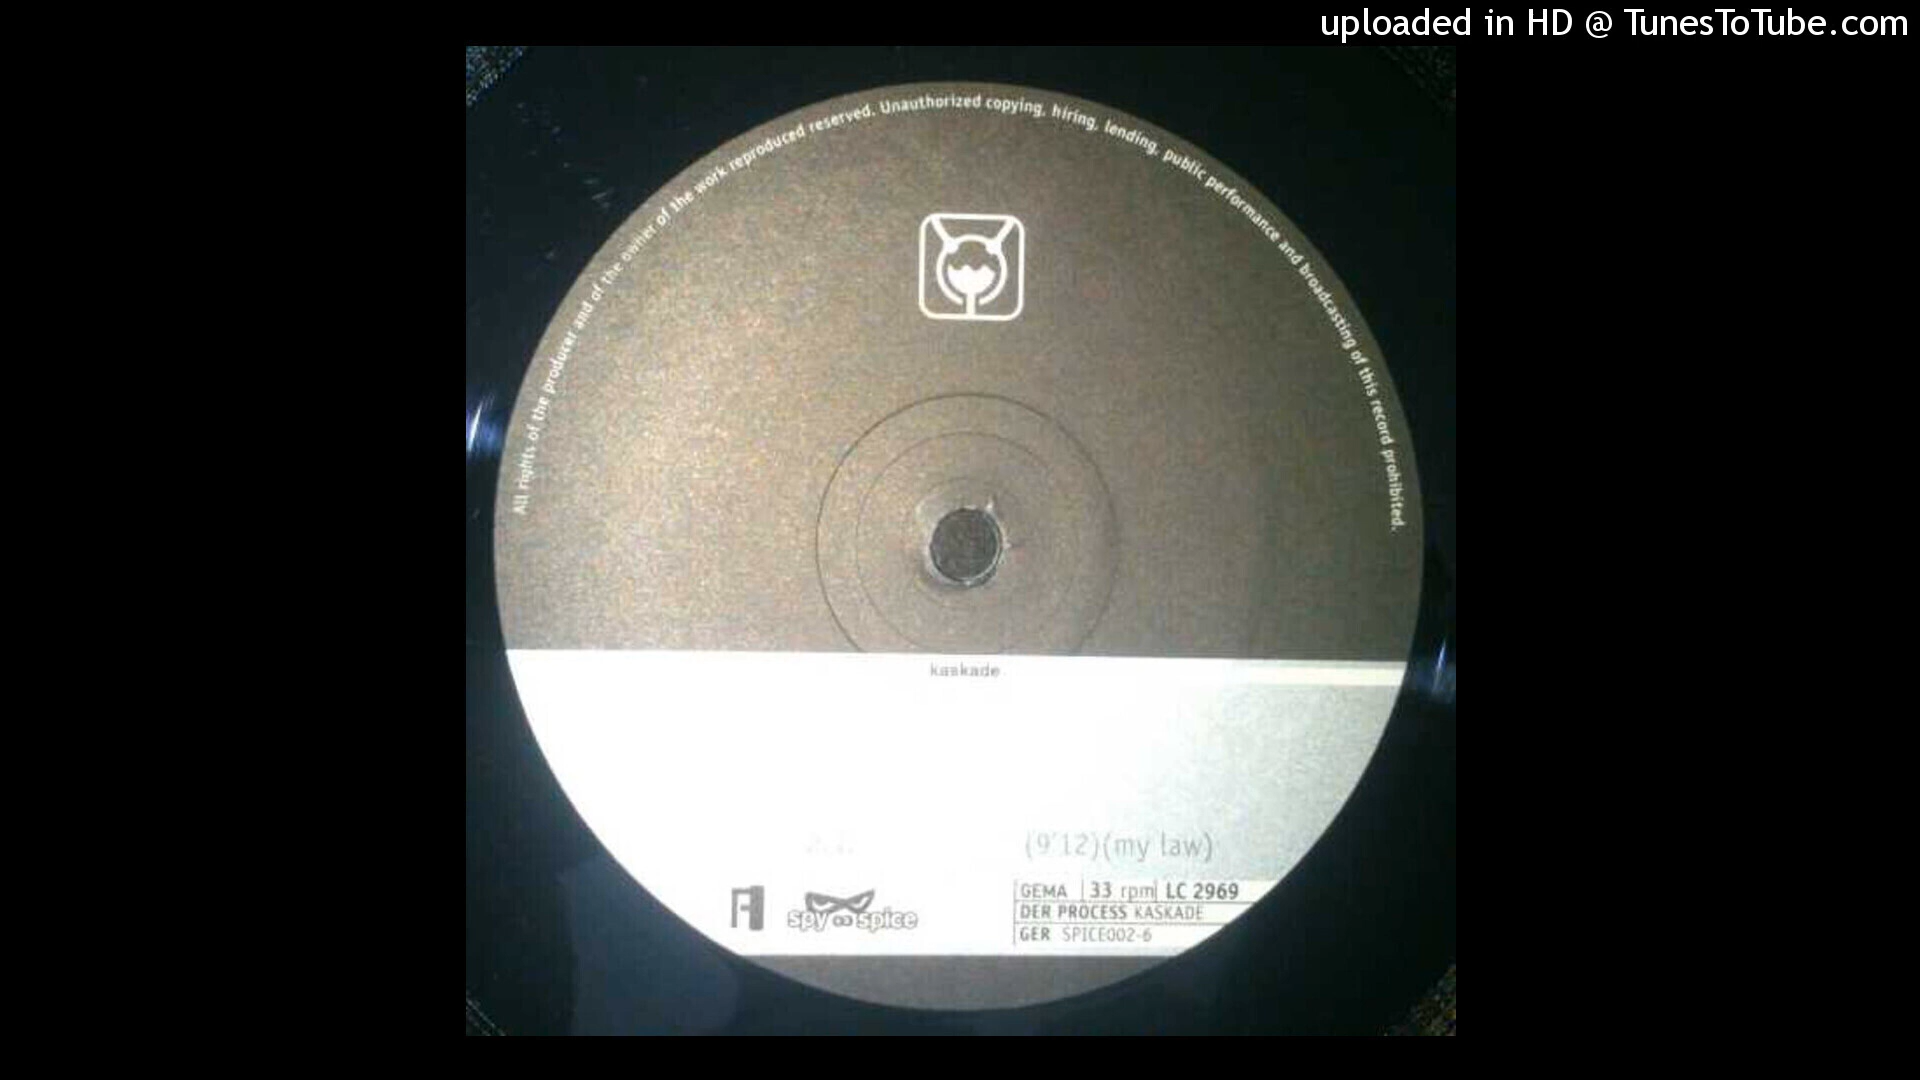 uploaded in HD @ TunesToTube.com
All rights of the producer and of the owner of the work reproduced reserved. Unauthorized copying, hiring, lending, public performance and broadcasting of this record prohibited.
kaskade
(9'12)(my law)
GEMA 33 rpm LC 2969
spy spice
DER PROCESS KASKADE
GER SPICE002-6